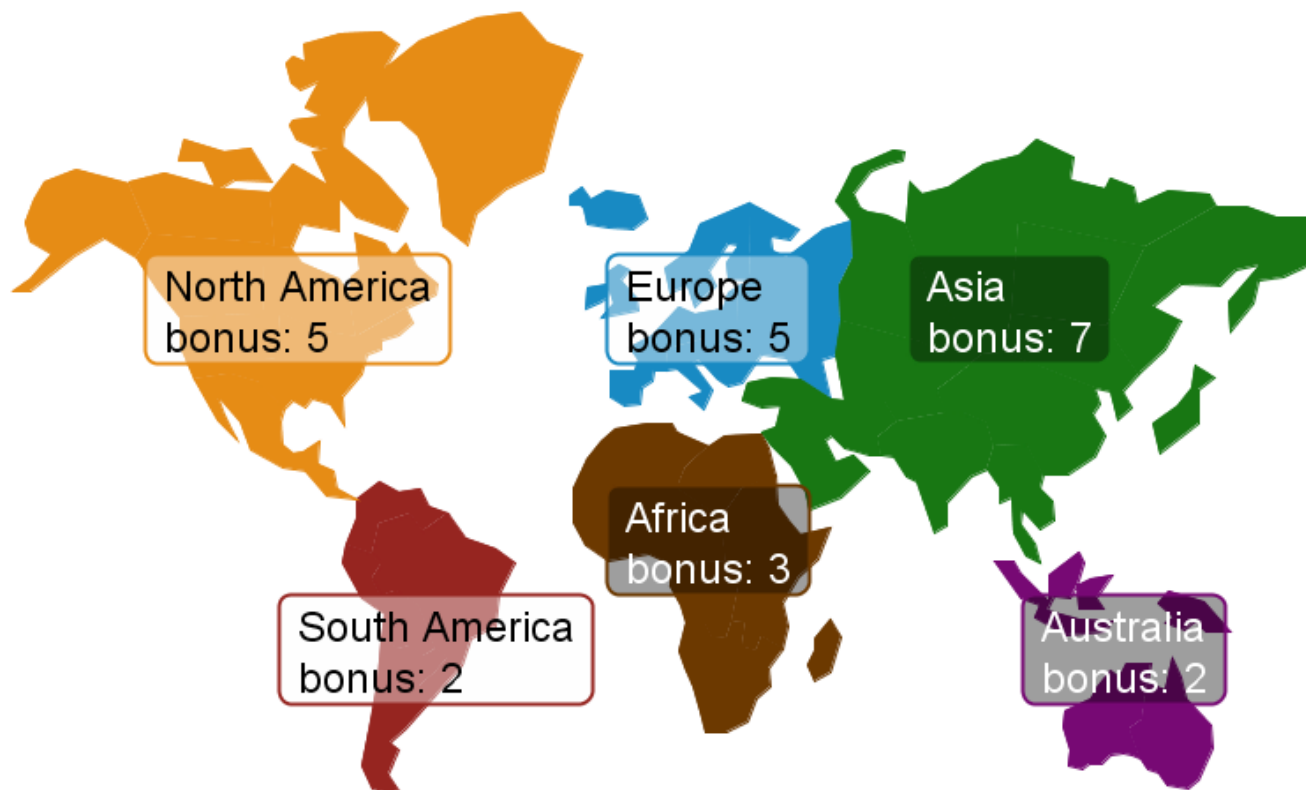 North America
bonus: 5
Europe
bonus: 5
Asia
bonus: 7
Africa
bonus: 3
South America
bonus: 2
Australia
bonus: 2